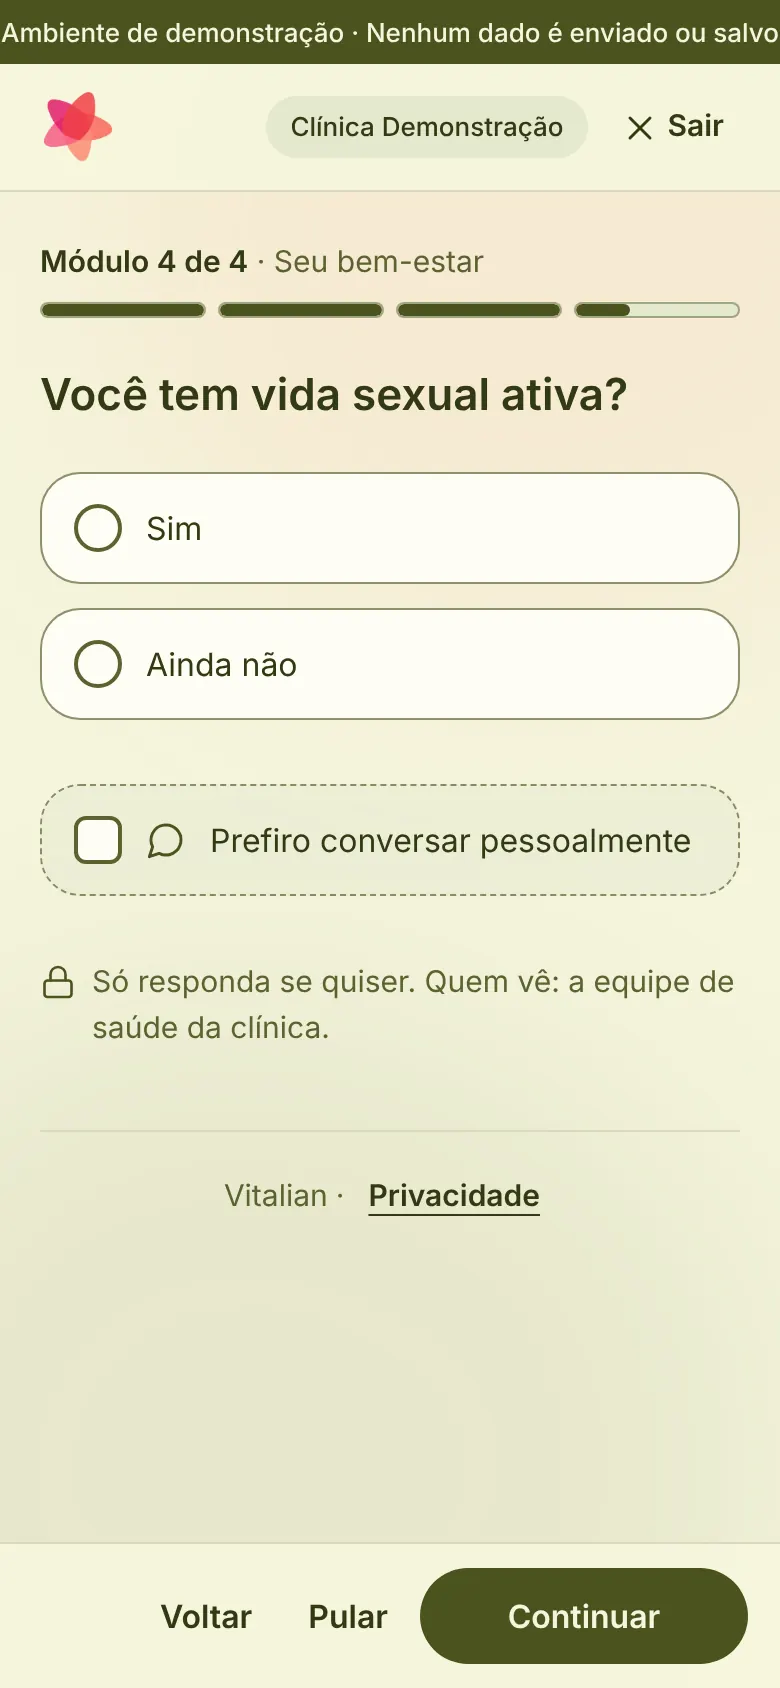 Ambiente de demonstração · Nenhum dado é enviado ou salvo
Clínica Demonstração
Sair
Módulo 4 de 4 · Seu bem-estar
Você tem vida sexual ativa?
Sim
Ainda não
Prefiro conversar pessoalmente
Só responda se quiser. Quem vê: a equipe de
saúde da clínica.
Vitalian · Privacidade
Voltar
Pular
Continuar